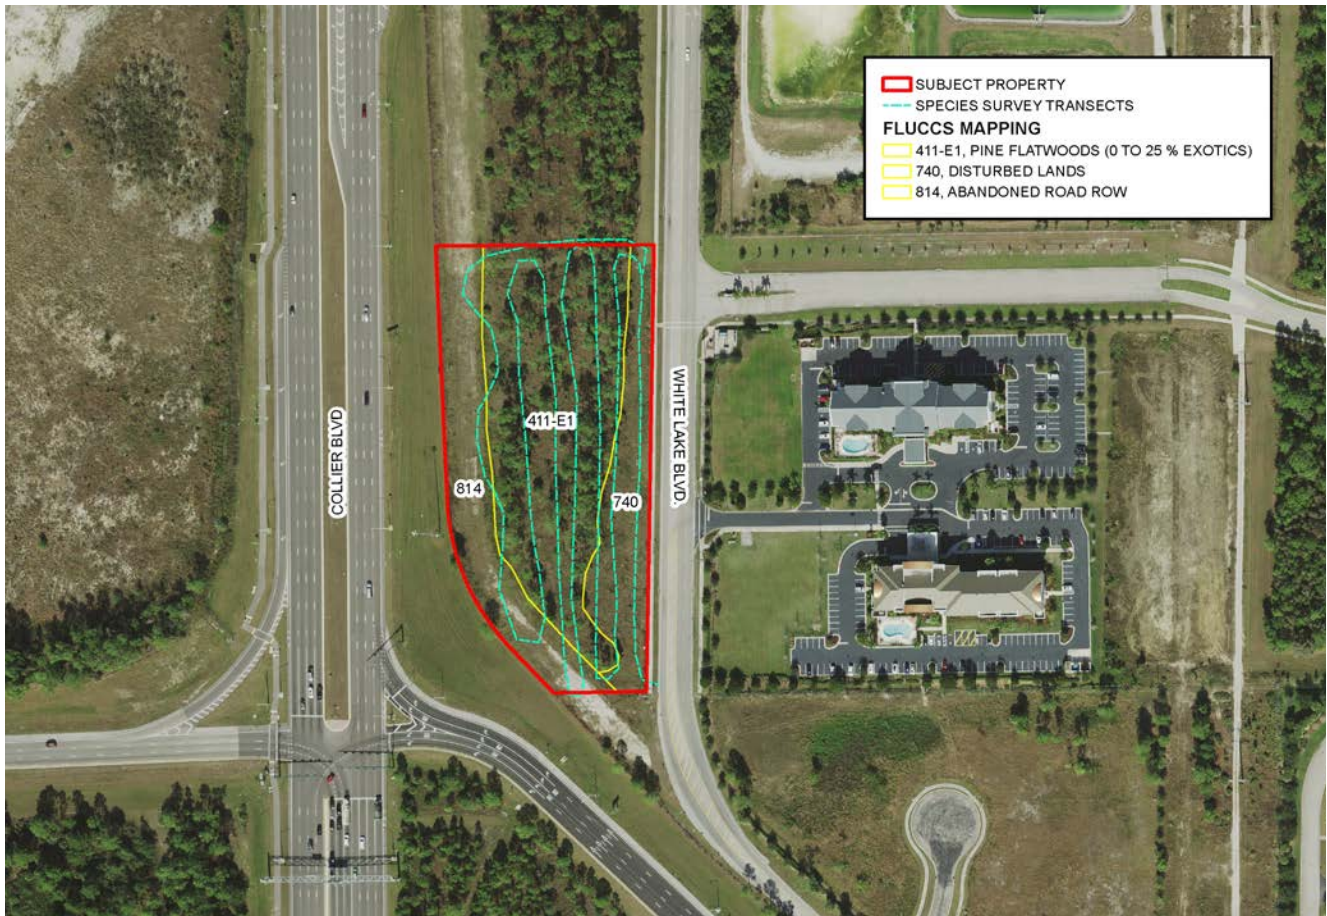 SUBJECT PROPERTY
SPECIES SURVEY TRANSECTS
FLUCCS MAPPING
411-E1, PINE FLATWOODS (0 TO 25 % EXOTICS)
740, DISTURBED LANDS
814, ABANDONED ROAD ROW
COLLIER BLVD
WHITE LAKE BLVD.
411-E1
814
740